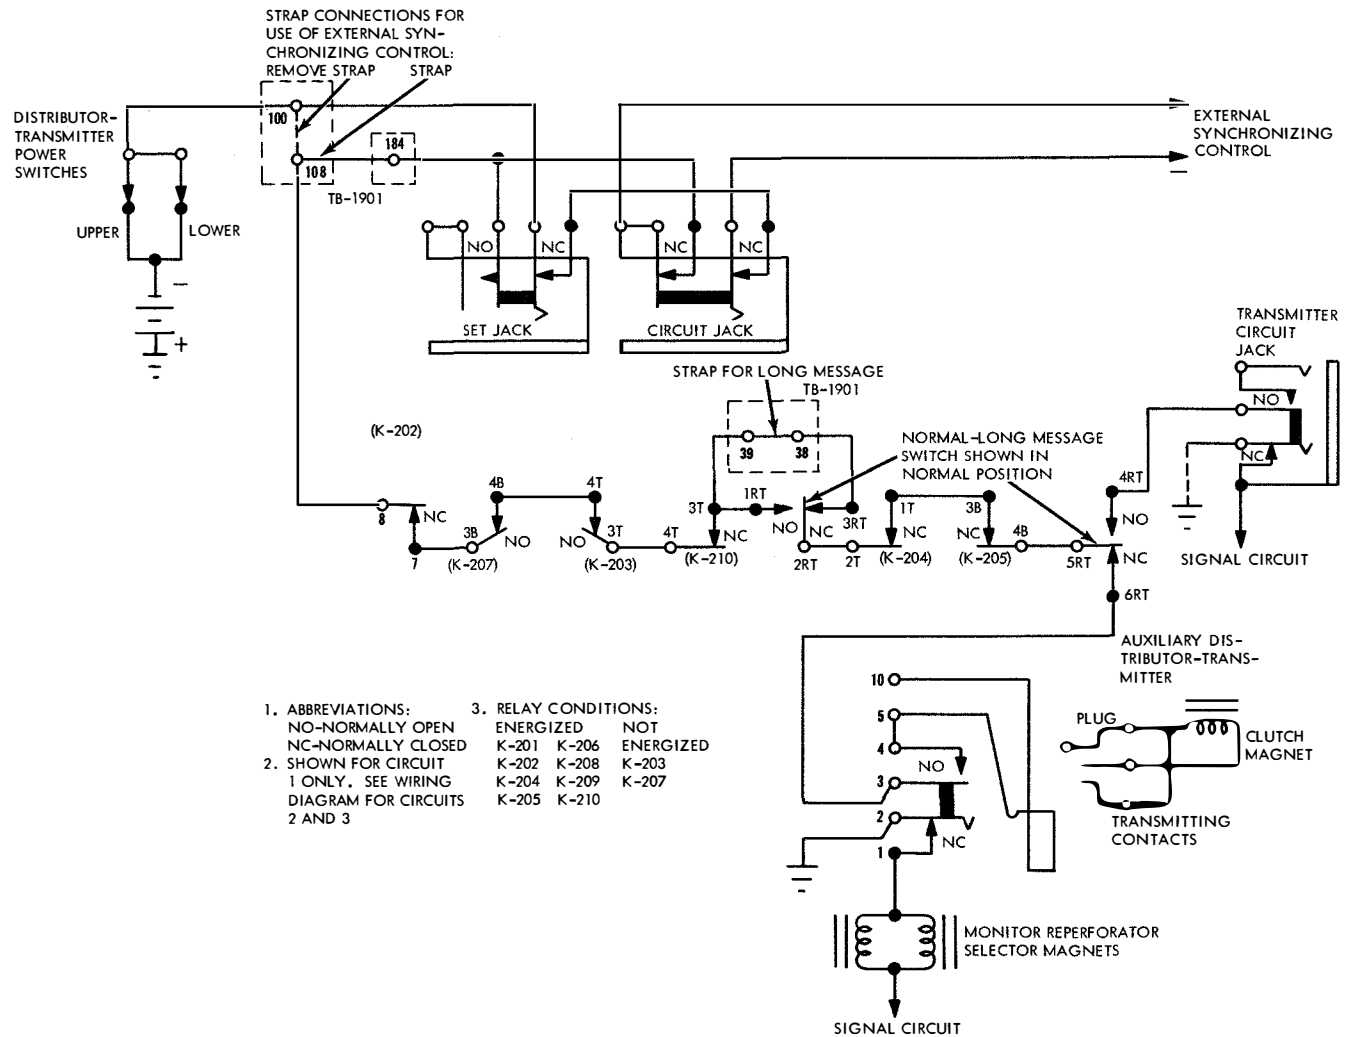 STRAP CONNECTIONS FOR
USE OF EXTERNAL SYN-
CHRONIZING CONTROL:
REMOVE STRAP STRAP
DISTRIBUTOR-
TRANSMITTER
POWER
SWITCHES
100
108
184
TB-1901
EXTERNAL
SYNCHRONIZING
CONTROL
−
UPPER
LOWER
−
+
NO
NC
SET JACK
NC
NC
CIRCUIT JACK
TRANSMITTER
CIRCUIT
JACK
NO
NC
SIGNAL CIRCUIT
STRAP FOR LONG MESSAGE
TB-1901
39
38
NORMAL-LONG MESSAGE
SWITCH SHOWN IN
NORMAL POSITION
(K-202)
8
NC
7
4B
3B
NO
(K-207)
4T
NO
3T
(K-203)
4T
3T
NC
(K-210)
1RT
NO
NC
3RT
2RT
2T
1T
NC
(K-204)
3B
NC
(K-205)
4B
5RT
4RT
NO
NC
6RT
AUXILIARY DIS-
TRIBUTOR-TRANS-
MITTER
PLUG
CLUTCH
MAGNET
TRANSMITTING
CONTACTS
10
5
4
NO
3
2
NC
1
MONITOR REPERFORATOR
SELECTOR MAGNETS
SIGNAL CIRCUIT
1. ABBREVIATIONS:
NO-NORMALLY OPEN
NC-NORMALLY CLOSED
2. SHOWN FOR CIRCUIT
1 ONLY. SEE WIRING
DIAGRAM FOR CIRCUITS
2 AND 3
3. RELAY CONDITIONS:
ENERGIZED NOT
K-201 K-206 ENERGIZED
K-202 K-208 K-203
K-204 K-209 K-207
K-205 K-210